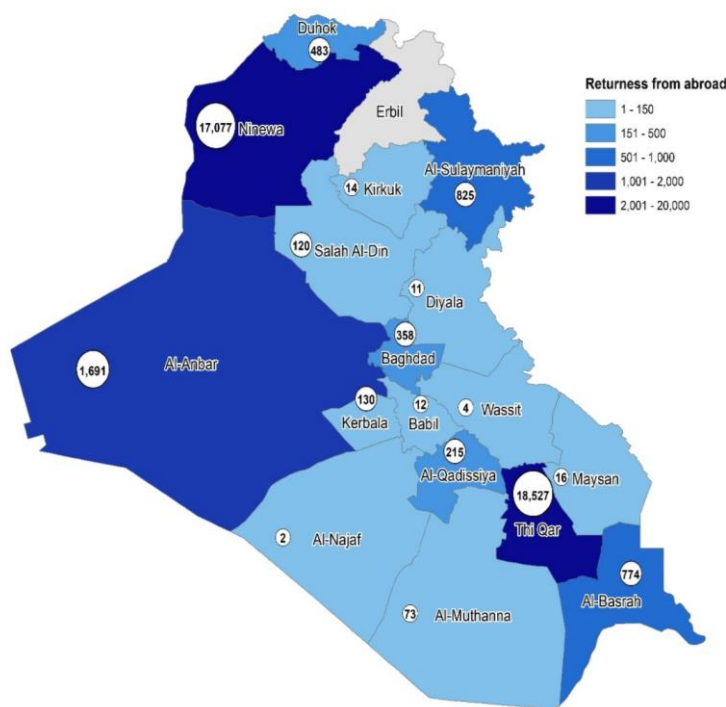 Duhok
483
17,077
Ninewa
Erbil
14
Kirkuk
Al-Sulaymaniyah
825
120
Salah Al-Din
11
Diyala
358
Baghdad
1,691
Al-Anbar
130
Kerbala
12
Babil
4
Wassit
215
Al-Qadissiya
18,527
Thi Qar
16
Maysan
2
Al-Najaf
73
Al-Muthanna
774
Al-Basrah
Returness from abroad
1 - 150
151 - 500
501 - 1,000
1,001 - 2,000
2,001 - 20,000